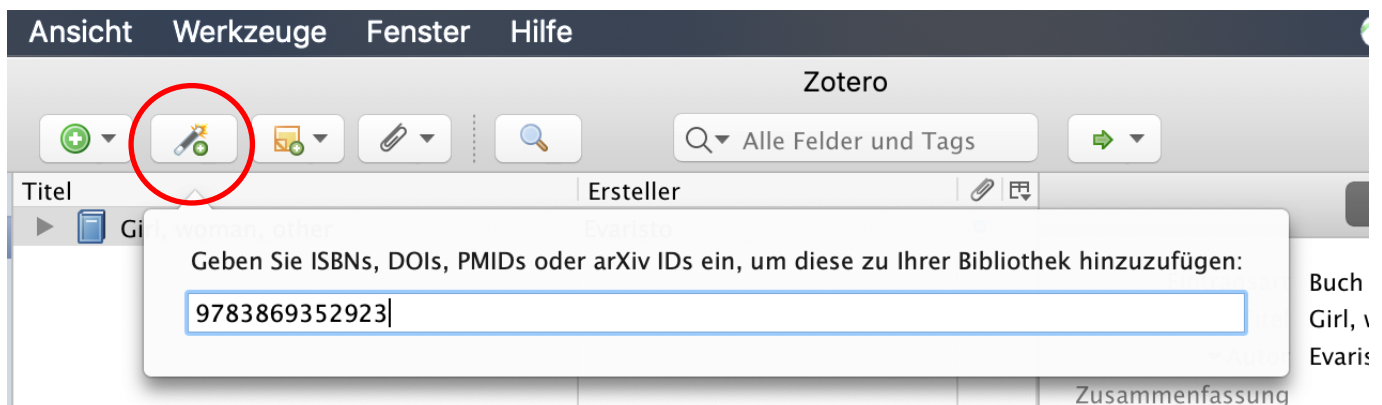 Ansicht Werkzeuge Fenster Hilfe
Zotero
Alle Felder und Tags
Titel Ersteller
Girl, woman, other Evaristo
Geben Sie ISBNs, DOIs, PMIDs oder arXiv IDs ein, um diese zu Ihrer Bibliothek hinzuzufügen:
9783869352923
Buch
Girl, w
Autor Evaris
Zusammenfassung